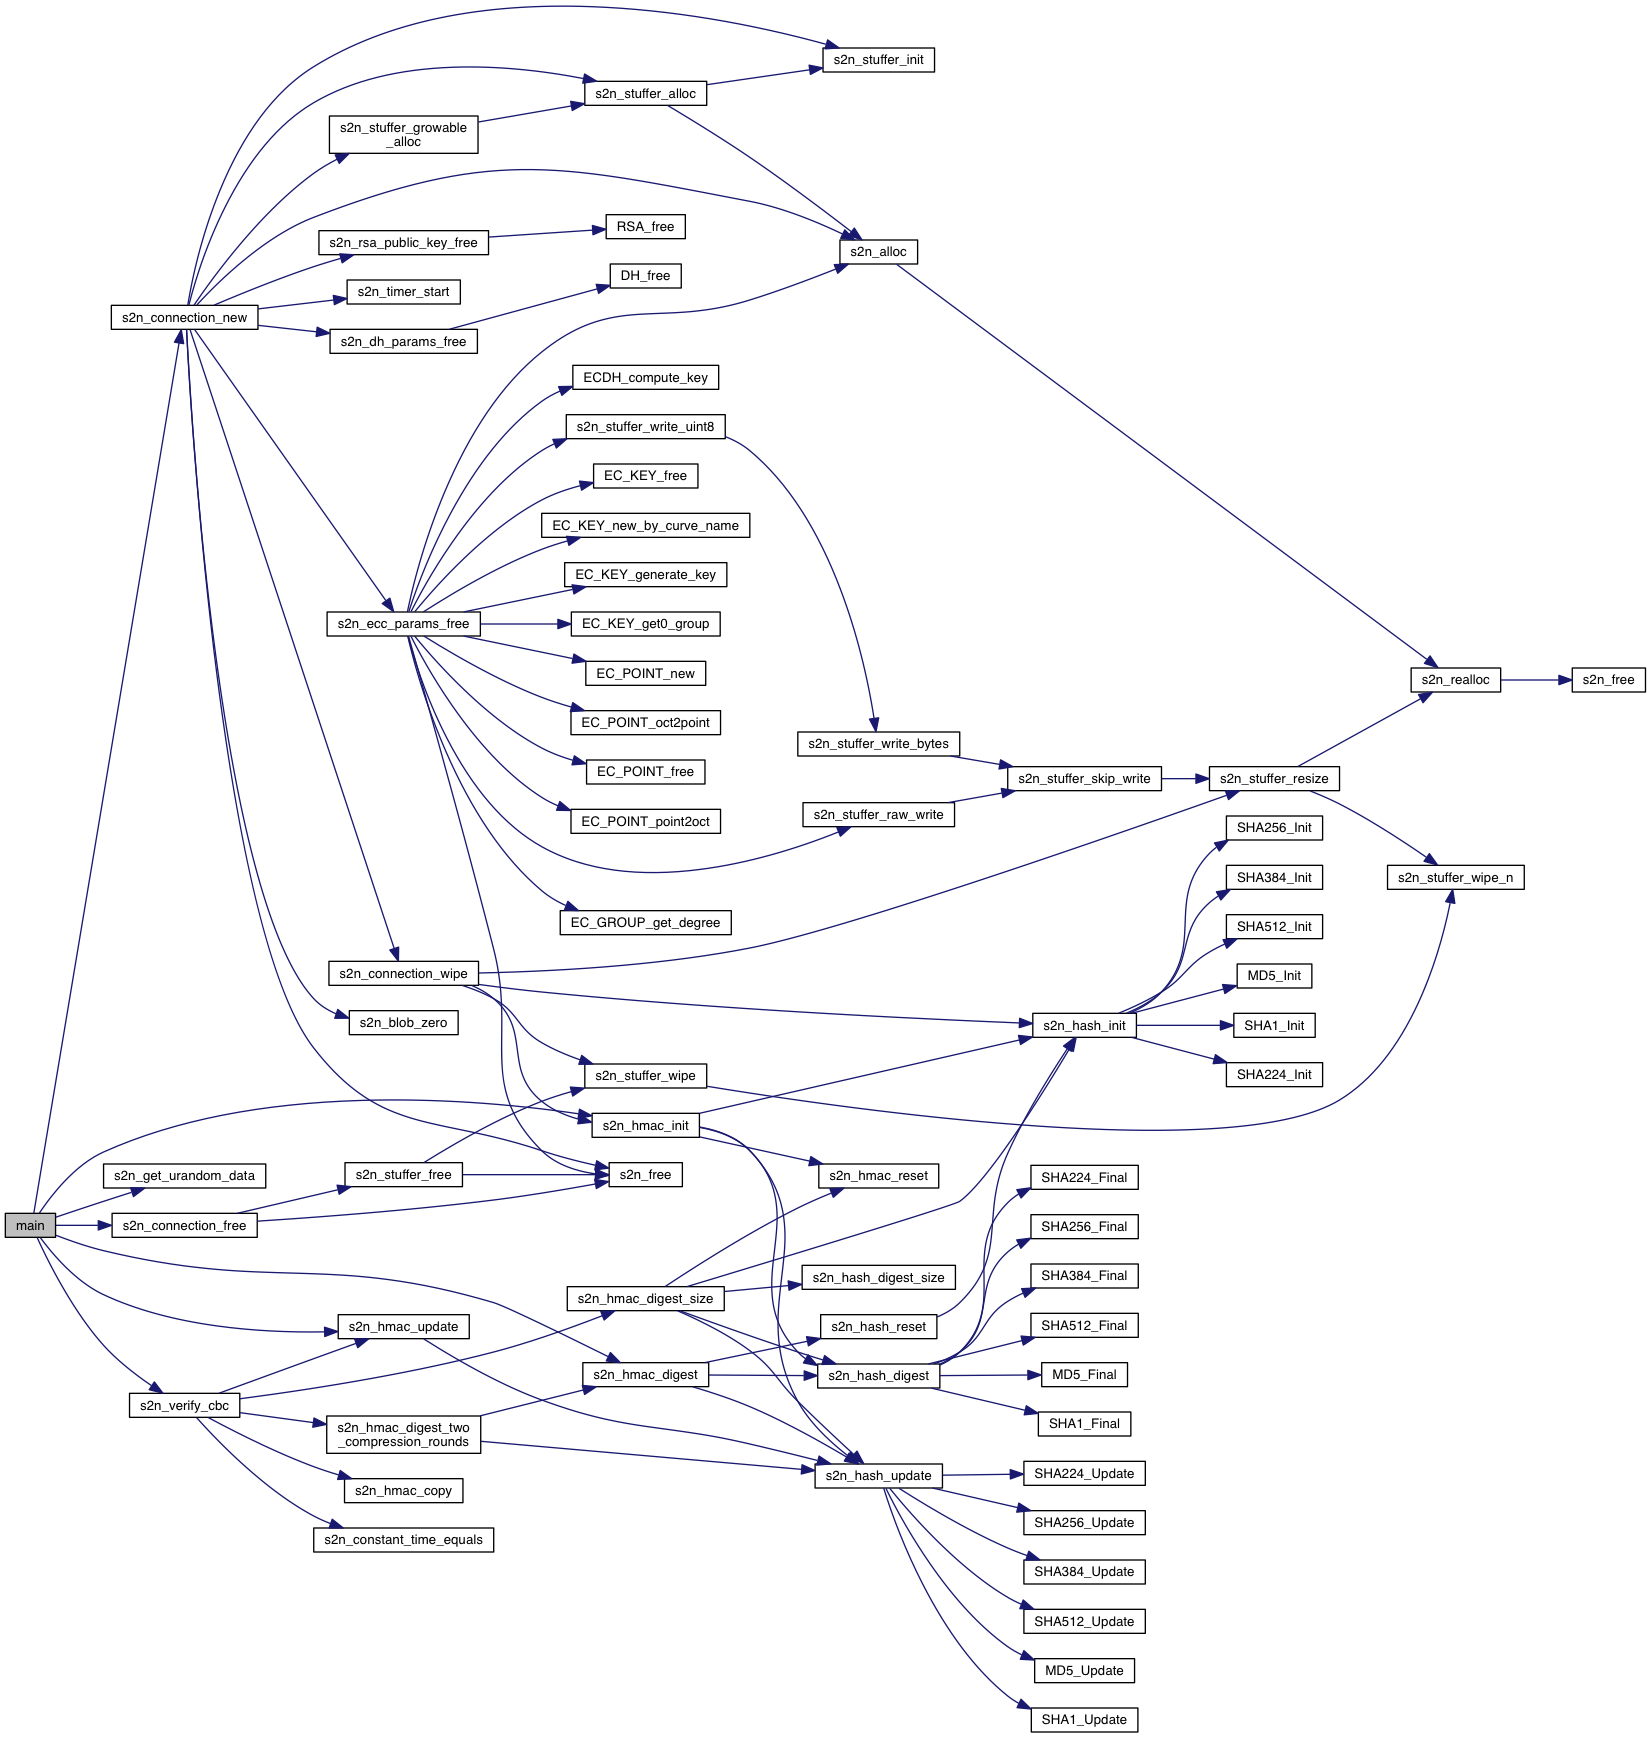 s2n_stuffer_init
s2n_stuffer_alloc
s2n_stuffer_growable
_alloc
RSA_free
s2n_rsa_public_key_free
s2n_alloc
DH_free
s2n_timer_start
s2n_connection_new
s2n_dh_params_free
ECDH_compute_key
s2n_stuffer_write_uint8
EC_KEY_free
EC_KEY_new_by_curve_name
EC_KEY_generate_key
s2n_ecc_params_free
EC_KEY_get0_group
EC_POINT_new
s2n_realloc
s2n_free
EC_POINT_oct2point
s2n_stuffer_write_bytes
EC_POINT_free
s2n_stuffer_skip_write
s2n_stuffer_resize
s2n_stuffer_raw_write
EC_POINT_point2oct
SHA256_Init
SHA384_Init
s2n_stuffer_wipe_n
EC_GROUP_get_degree
SHA512_Init
s2n_connection_wipe
MD5_Init
s2n_blob_zero
s2n_hash_init
SHA1_Init
s2n_stuffer_wipe
SHA224_Init
s2n_hmac_init
s2n_get_urandom_data
s2n_stuffer_free
s2n_free
s2n_hmac_reset
SHA224_Final
main
s2n_connection_free
SHA256_Final
s2n_hash_digest_size
SHA384_Final
s2n_hmac_digest_size
s2n_hmac_update
s2n_hash_reset
SHA512_Final
s2n_hmac_digest
s2n_hash_digest
MD5_Final
s2n_verify_cbc
SHA1_Final
s2n_hmac_digest_two
_compression_rounds
s2n_hash_update
SHA224_Update
s2n_hmac_copy
SHA256_Update
s2n_constant_time_equals
SHA384_Update
SHA512_Update
MD5_Update
SHA1_Update